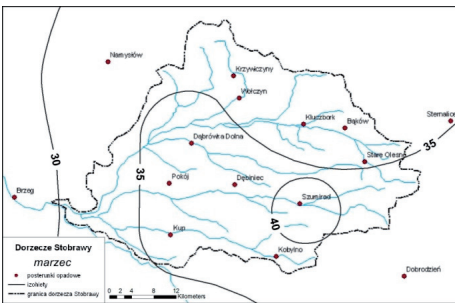 Namysłów
Krzywiczyny
Wołczyn
Kluczbork
Bąków
Sternalice
35
Dąbrówka Dolna
Stare Olesno
30
35
Pokój
Dębiniec
Brzeg
Szumirad
40
Kup
Kobylno
Dobrodzień
Dorzecze Stobrawy
marzec
posterunki opadowe
izohiety
granica dorzecza Stobrawy
0 2 4 8 12
Kilometers